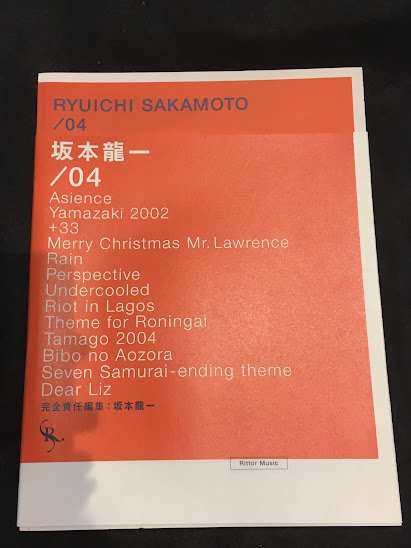 RYUICHI SAKAMOTO
/04
坂本龍一
/04
Asience
Yamazaki 2002
+33
Merry Christmas Mr. Lawrence
Rain
Perspective
Undercooled
Riot in Lagos
Theme for Roningai
Tamago 2004
Bibo no Aozora
Seven Samurai-ending theme
Dear Liz
完全責任編集：坂本龍一
Rittor Music